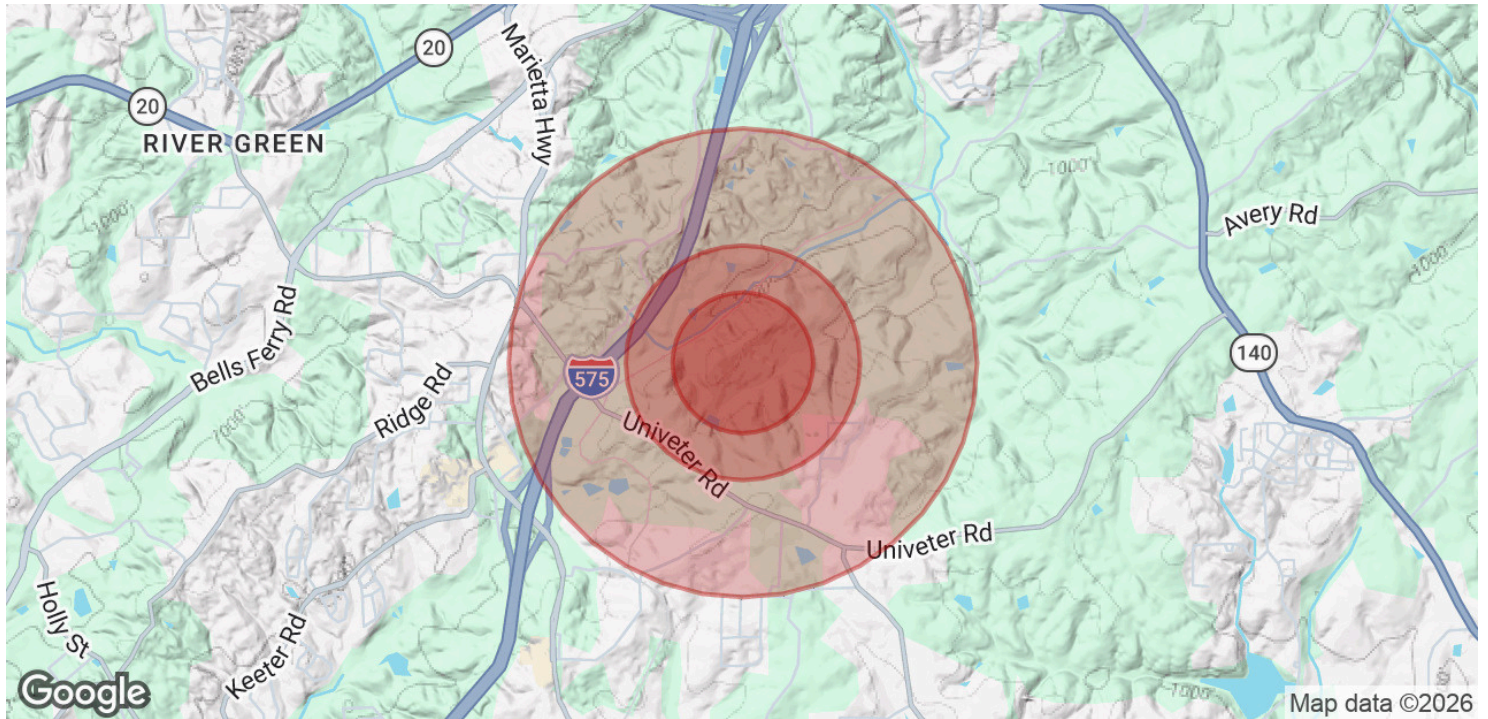 20
20
RIVER GREEN
Marietta Hwy
Avery Rd
1000'
1000'
1000'
Bells Ferry Rd
Ridge Rd
575
140
1000'
Univeter Rd
Univeter Rd
Holly St
Keeter Rd
1000'
Google
Map data ©2026